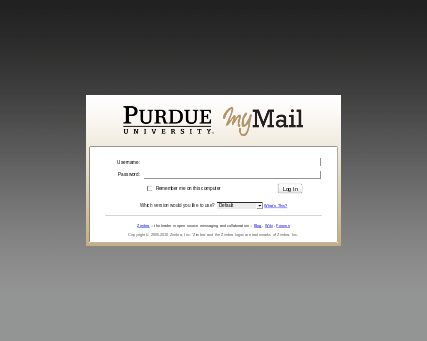 PURDUE
UNIVERSITY
myMail
Username:
Password:
Remember me on this computer
Log In
Which version would you like to use? Default What's This?
Zimbra :: the leader in open source messaging and collaboration :: Blog - Wiki - Forums
Copyright © 2005-2010 Zimbra, Inc. 'Zimbra' and the Zimbra logos are trademarks of Zimbra, Inc.